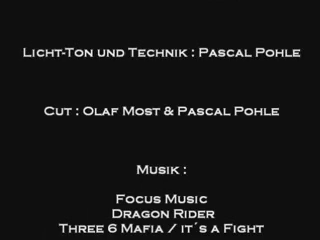 Licht-Ton und Technik : Pascal Pohle
Cut : Olaf Most & Pascal Pohle
Musik :
Focus Music
Dragon Rider
Three 6 Mafia / it´s a Fight